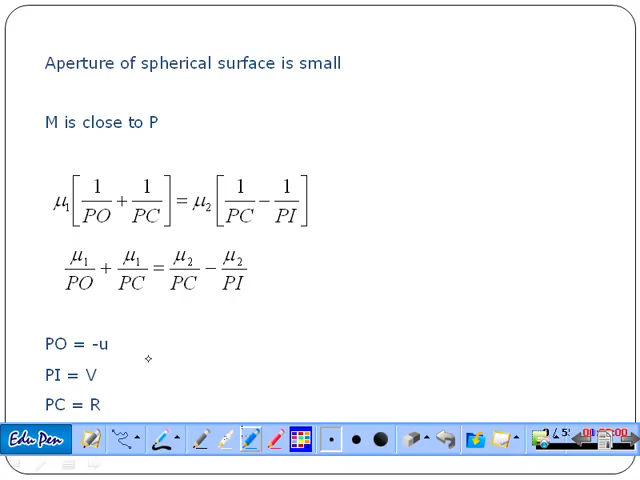 Aperture of spherical surface is small
M is close to P
μ₁[1/PO + 1/PC] = μ₂[1/PC − 1/PI]
μ₁/PO + μ₁/PC = μ₂/PC − μ₂/PI
PO = -u
PI = V
PC = R
Edu Pen